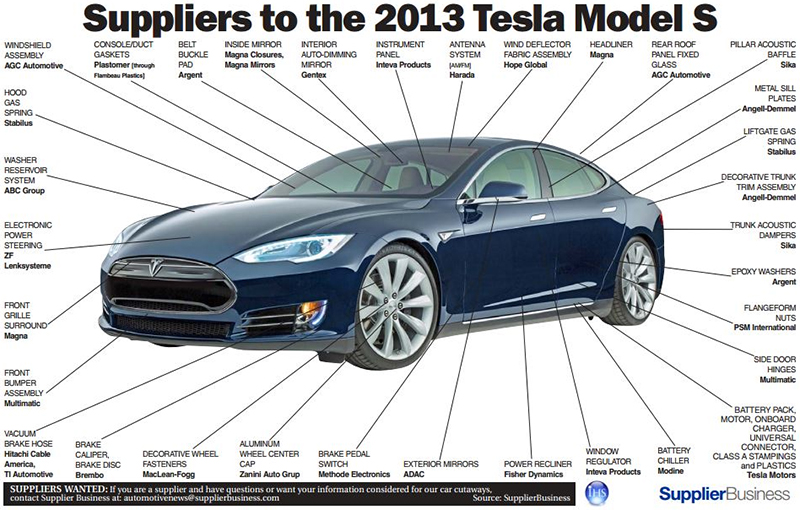 Suppliers to the 2013 Tesla Model S
WINDSHIELD
ASSEMBLY
AGC Automotive
CONSOLE/DUCT
GASKETS
Plastomer [through
Flambeau Plastics]
BELT
BUCKLE
PAD
Argent
INSIDE MIRROR
Magna Closures,
Magna Mirrors
INTERIOR
AUTO-DIMMING
MIRROR
Gentex
INSTRUMENT
PANEL
Inteva Products
ANTENNA
SYSTEM
[AM/FM]
Harada
WIND DEFLECTOR
FABRIC ASSEMBLY
Hope Global
HEADLINER
Magna
REAR ROOF
PANEL FIXED
GLASS
AGC Automotive
PILLAR ACOUSTIC
BAFFLE
Sika
HOOD
GAS
SPRING
Stabilus
METAL SILL
PLATES
Angell-Demmel
LIFTGATE GAS
SPRING
Stabilus
WASHER
RESERVOIR
SYSTEM
ABC Group
DECORATIVE TRUNK
TRIM ASSEMBLY
Angell-Demmel
ELECTRONIC
POWER
STEERING
ZF
Lenksysteme
TRUNK ACOUSTIC
DAMPERS
Sika
EPOXY WASHERS
Argent
FRONT
GRILLE
SURROUND
Magna
FLANGEFORM
NUTS
PSM International
SIDE DOOR
HINGES
Multimatic
FRONT
BUMPER
ASSEMBLY
Multimatic
BATTERY PACK,
MOTOR, ONBOARD
CHARGER,
UNIVERSAL
CONNECTOR,
CLASS A STAMPINGS
and PLASTICS
Tesla Motors
VACUUM
BRAKE HOSE
Hitachi Cable
America,
TI Automotive
BRAKE
CALIPER,
BRAKE DISC
Brembo
DECORATIVE WHEEL
FASTENERS
MacLean-Fogg
ALUMINUM
WHEEL CENTER
CAP
Zanini Auto Grup
BRAKE PEDAL
SWITCH
Methode Electronics
EXTERIOR MIRRORS
ADAC
POWER RECLINER
Fisher Dynamics
WINDOW
REGULATOR
Inteva Products
BATTERY
CHILLER
Modine
SUPPLIERS WANTED: If you are a supplier and have questions or want your information considered for our car cutaways,
contact Supplier Business at: automotivenews@supplierbusiness.com
Source: SupplierBusiness
IHS
SupplierBusiness